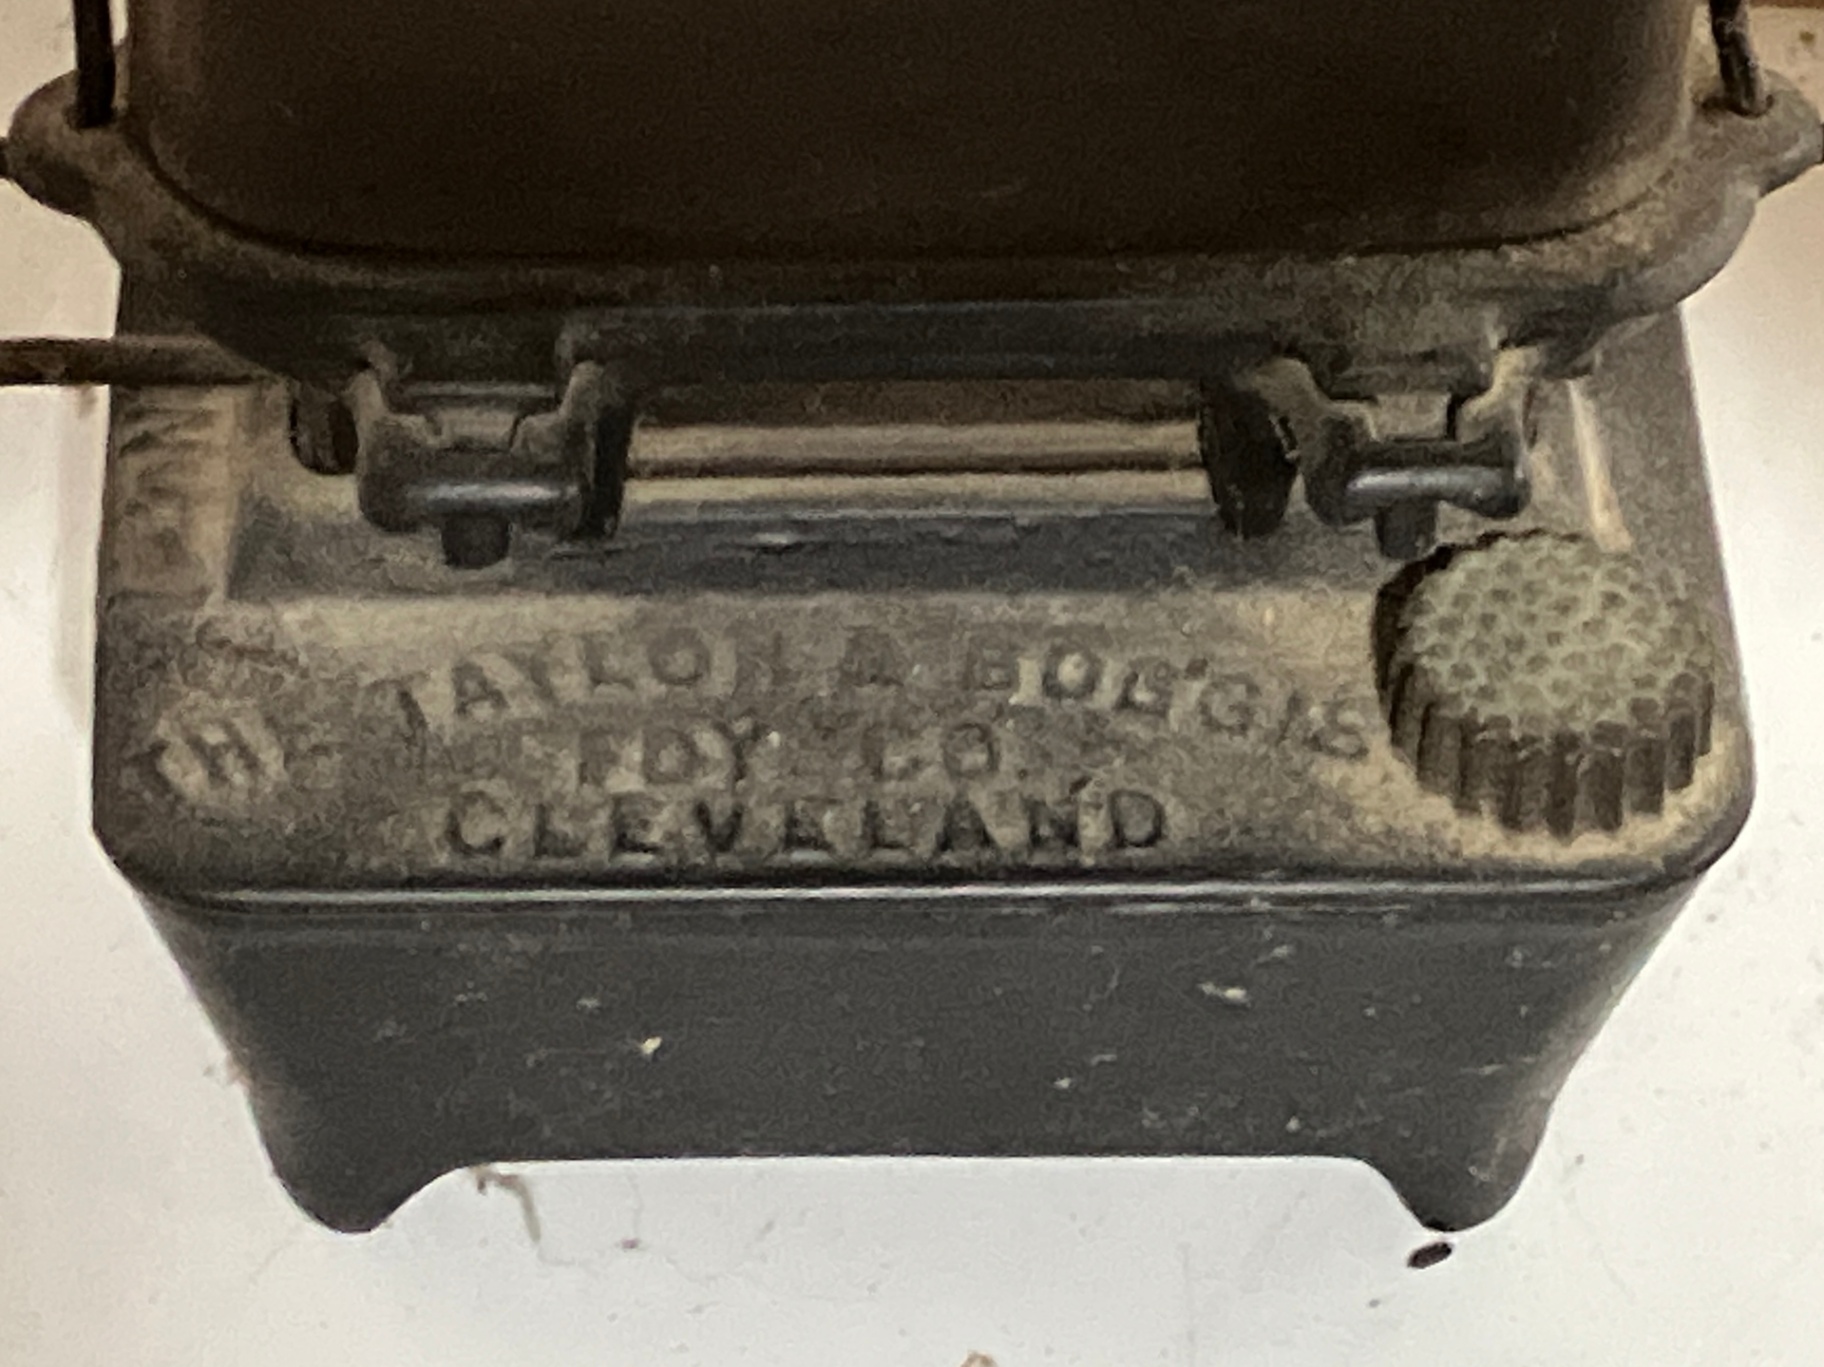 THE TAYLOR & BOGGIS
FDY. CO.
CLEVELAND